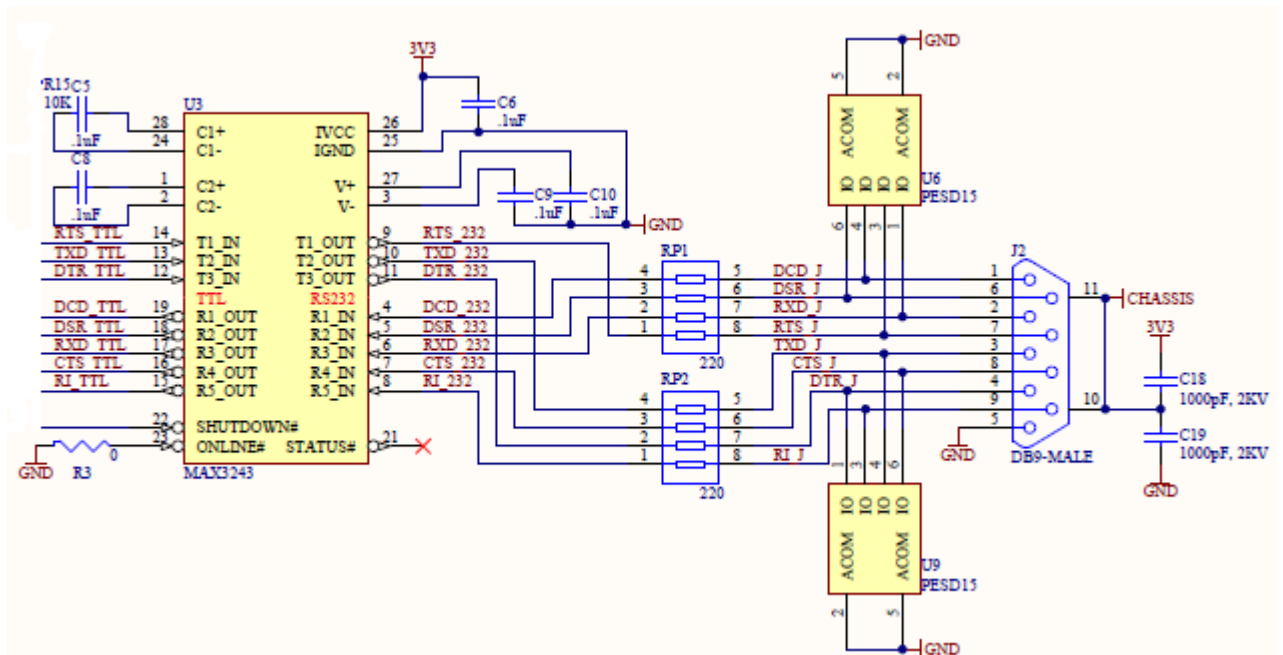 GND
3V3
5
2
PR15
C5
10K
U3
C6
.1uF
ACOM
ACOM
28
C1+
IVCC
26
24
C1-
IGND
25
.1uF
C8
U6
PESD15
IO
IO
IO
IO
1
C2+
V+
27
2
C2-
V-
3
C9
C10
.1uF
.1uF
.1uF
GND
6
4
3
1
RTS_TTL
14
T1_IN
T1_OUT
9
RTS_232
TXD_TTL
13
T2_IN
T2_OUT
10
TXD_232
DTR_TTL
12
T3_IN
T3_OUT
11
DTR_232
TTL
RS232
DCD_TTL
19
R1_OUT
R1_IN
4
DCD_232
DSR_TTL
18
R2_OUT
R2_IN
5
DSR_232
RXD_TTL
17
R3_OUT
R3_IN
6
RXD_232
CTS_TTL
16
R4_OUT
R4_IN
7
CTS_232
RI_TTL
15
R5_OUT
R5_IN
8
RI_232
22
SHUTDOWN#
23
ONLINE#
STATUS#
21
GND
R3
0
MAX3243
RP1
4
5
DCD_J
3
6
DSR_J
2
7
RXD_J
1
8
RTS_J
220
TXD_J
RP2
CTS_J
DTR_J
4
5
3
6
2
7
1
8
RI_J
220
J2
1
6
2
7
3
8
4
9
5
11
10
CHASSIS
GND
DB9-MALE
3V3
C18
1000pF, 2KV
C19
1000pF, 2KV
GND
1
3
4
6
IO
IO
IO
IO
ACOM
ACOM
U9
PESD15
2
5
GND